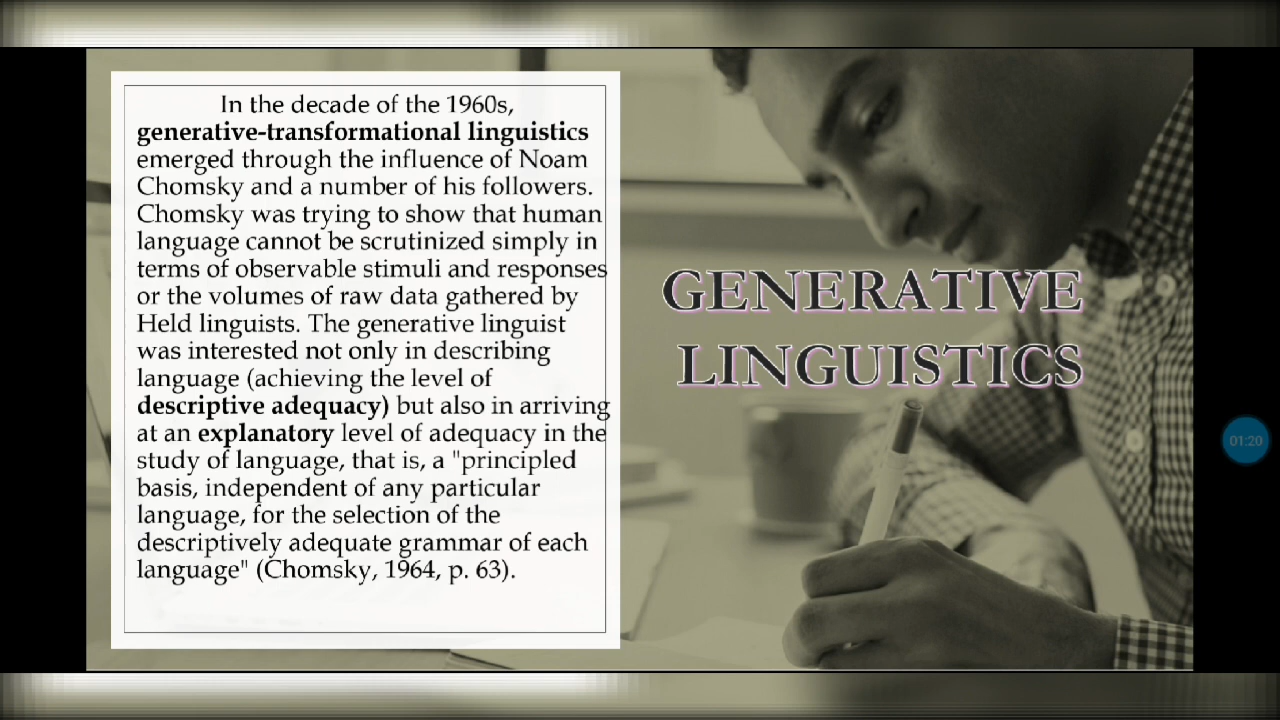 In the decade of the 1960s,
generative-transformational linguistics
emerged through the influence of Noam
Chomsky and a number of his followers.
Chomsky was trying to show that human
language cannot be scrutinized simply in
terms of observable stimuli and responses
or the volumes of raw data gathered by
Held linguists. The generative linguist
was interested not only in describing
language (achieving the level of
descriptive adequacy) but also in arriving
at an explanatory level of adequacy in the
study of language, that is, a "principled
basis, independent of any particular
language, for the selection of the
descriptively adequate grammar of each
language" (Chomsky, 1964, p. 63).
GENERATIVE
LINGUISTICS
01:20